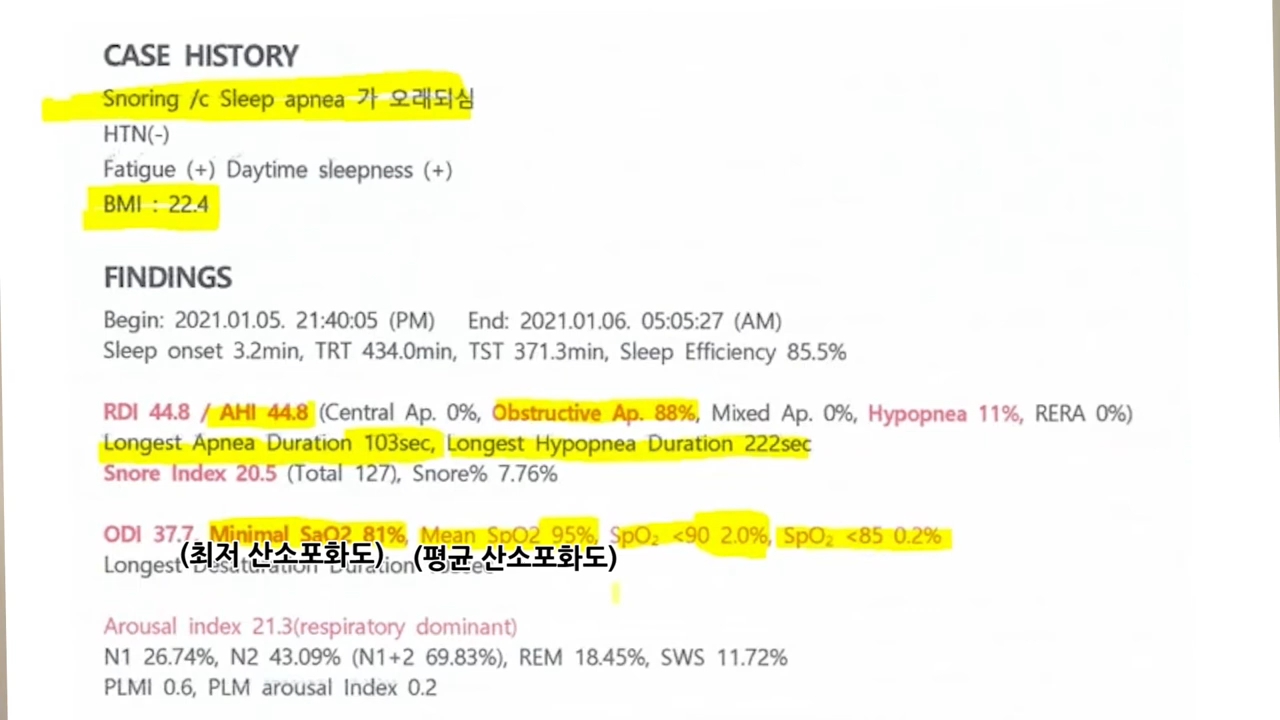 CASE HISTORY
Snoring /c Sleep apnea 가 오래되심
HTN(-)
Fatigue (+) Daytime sleepness (+)
BMI : 22.4
FINDINGS
Begin: 2021.01.05. 21:40:05 (PM) End: 2021.01.06. 05:05:27 (AM)
Sleep onset 3.2min, TRT 434.0min, TST 371.3min, Sleep Efficiency 85.5%
RDI 44.8 / AHI 44.8 (Central Ap. 0%, Obstructive Ap. 88%, Mixed Ap. 0%, Hypopnea 11%, RERA 0%)
Longest Apnea Duration 103sec, Longest Hypopnea Duration 222sec
Snore Index 20.5 (Total 127), Snore% 7.76%
ODI 37.7, Minimal SaO2 81%, Mean SpO2 95%, SpO₂ <90 2.0%, SpO₂ <85 0.2%
(최저 산소포화도) (평균 산소포화도)
Longest Desaturation Duration
Arousal index 21.3(respiratory dominant)
N1 26.74%, N2 43.09% (N1+2 69.83%), REM 18.45%, SWS 11.72%
PLMI 0.6, PLM arousal Index 0.2